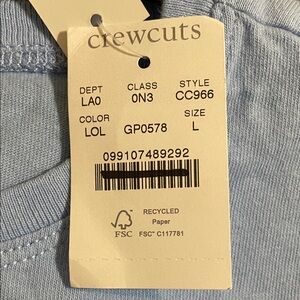 crewcuts
DEPT CLASS STYLE
LA0 0N3 CC966
COLOR SIZE
LOL GP0578 L
099107489292
RECYCLED
Paper
FSC
FSC® C117781